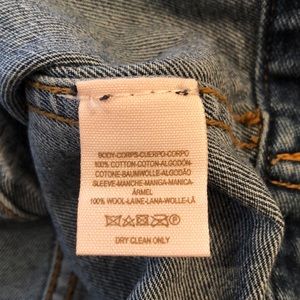 BODY-CORPS-CUERPO-CORPO
100% COTTON-COTON-ALGODÓN-
COTONE-BAUMWOLLE-ALGODÃO
SLEEVE-MANCHE-MANGA-MANICA-
ÄRMEL
100% WOOL-LAINE-LANA-WOLLE-LÃ
DRY CLEAN ONLY